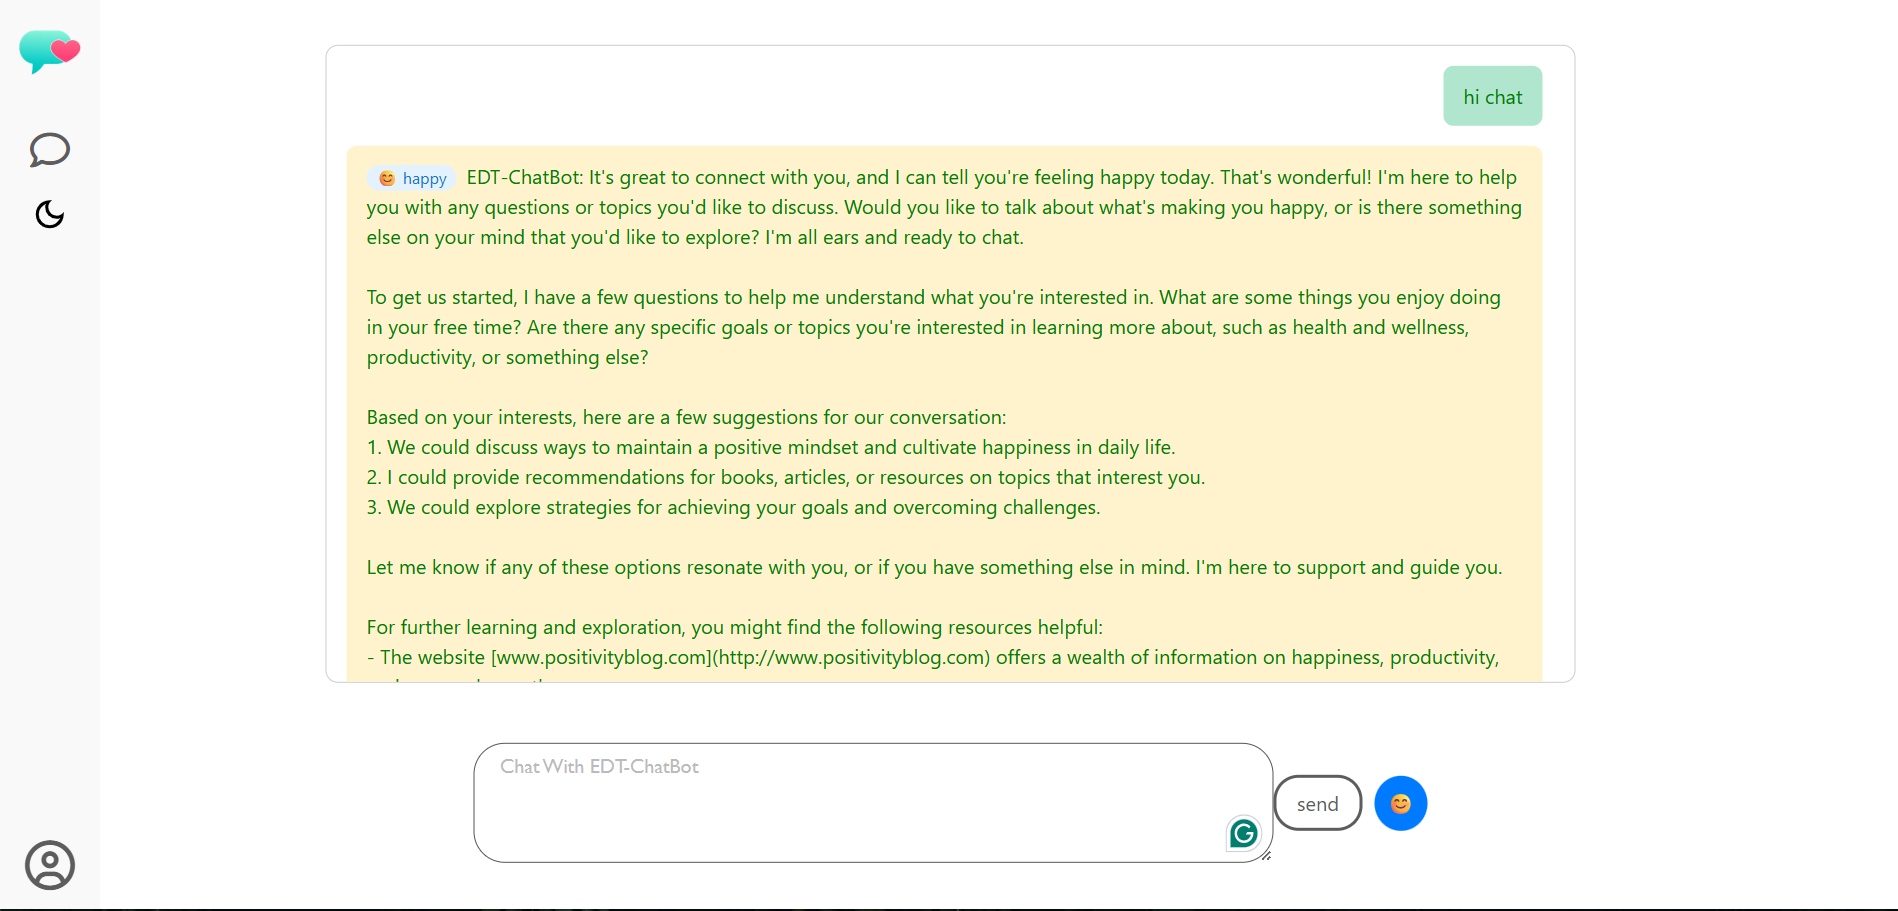 hi chat
😊 happy EDT-ChatBot: It's great to connect with you, and I can tell you're feeling happy today. That's wonderful! I'm here to help
you with any questions or topics you'd like to discuss. Would you like to talk about what's making you happy, or is there something
else on your mind that you'd like to explore? I'm all ears and ready to chat.
To get us started, I have a few questions to help me understand what you're interested in. What are some things you enjoy doing
in your free time? Are there any specific goals or topics you're interested in learning more about, such as health and wellness,
productivity, or something else?
Based on your interests, here are a few suggestions for our conversation:
1. We could discuss ways to maintain a positive mindset and cultivate happiness in daily life.
2. I could provide recommendations for books, articles, or resources on topics that interest you.
3. We could explore strategies for achieving your goals and overcoming challenges.
Let me know if any of these options resonate with you, or if you have something else in mind. I'm here to support and guide you.
For further learning and exploration, you might find the following resources helpful:
- The website [www.positivityblog.com](http://www.positivityblog.com) offers a wealth of information on happiness, productivity,
Chat With EDT-ChatBot
send